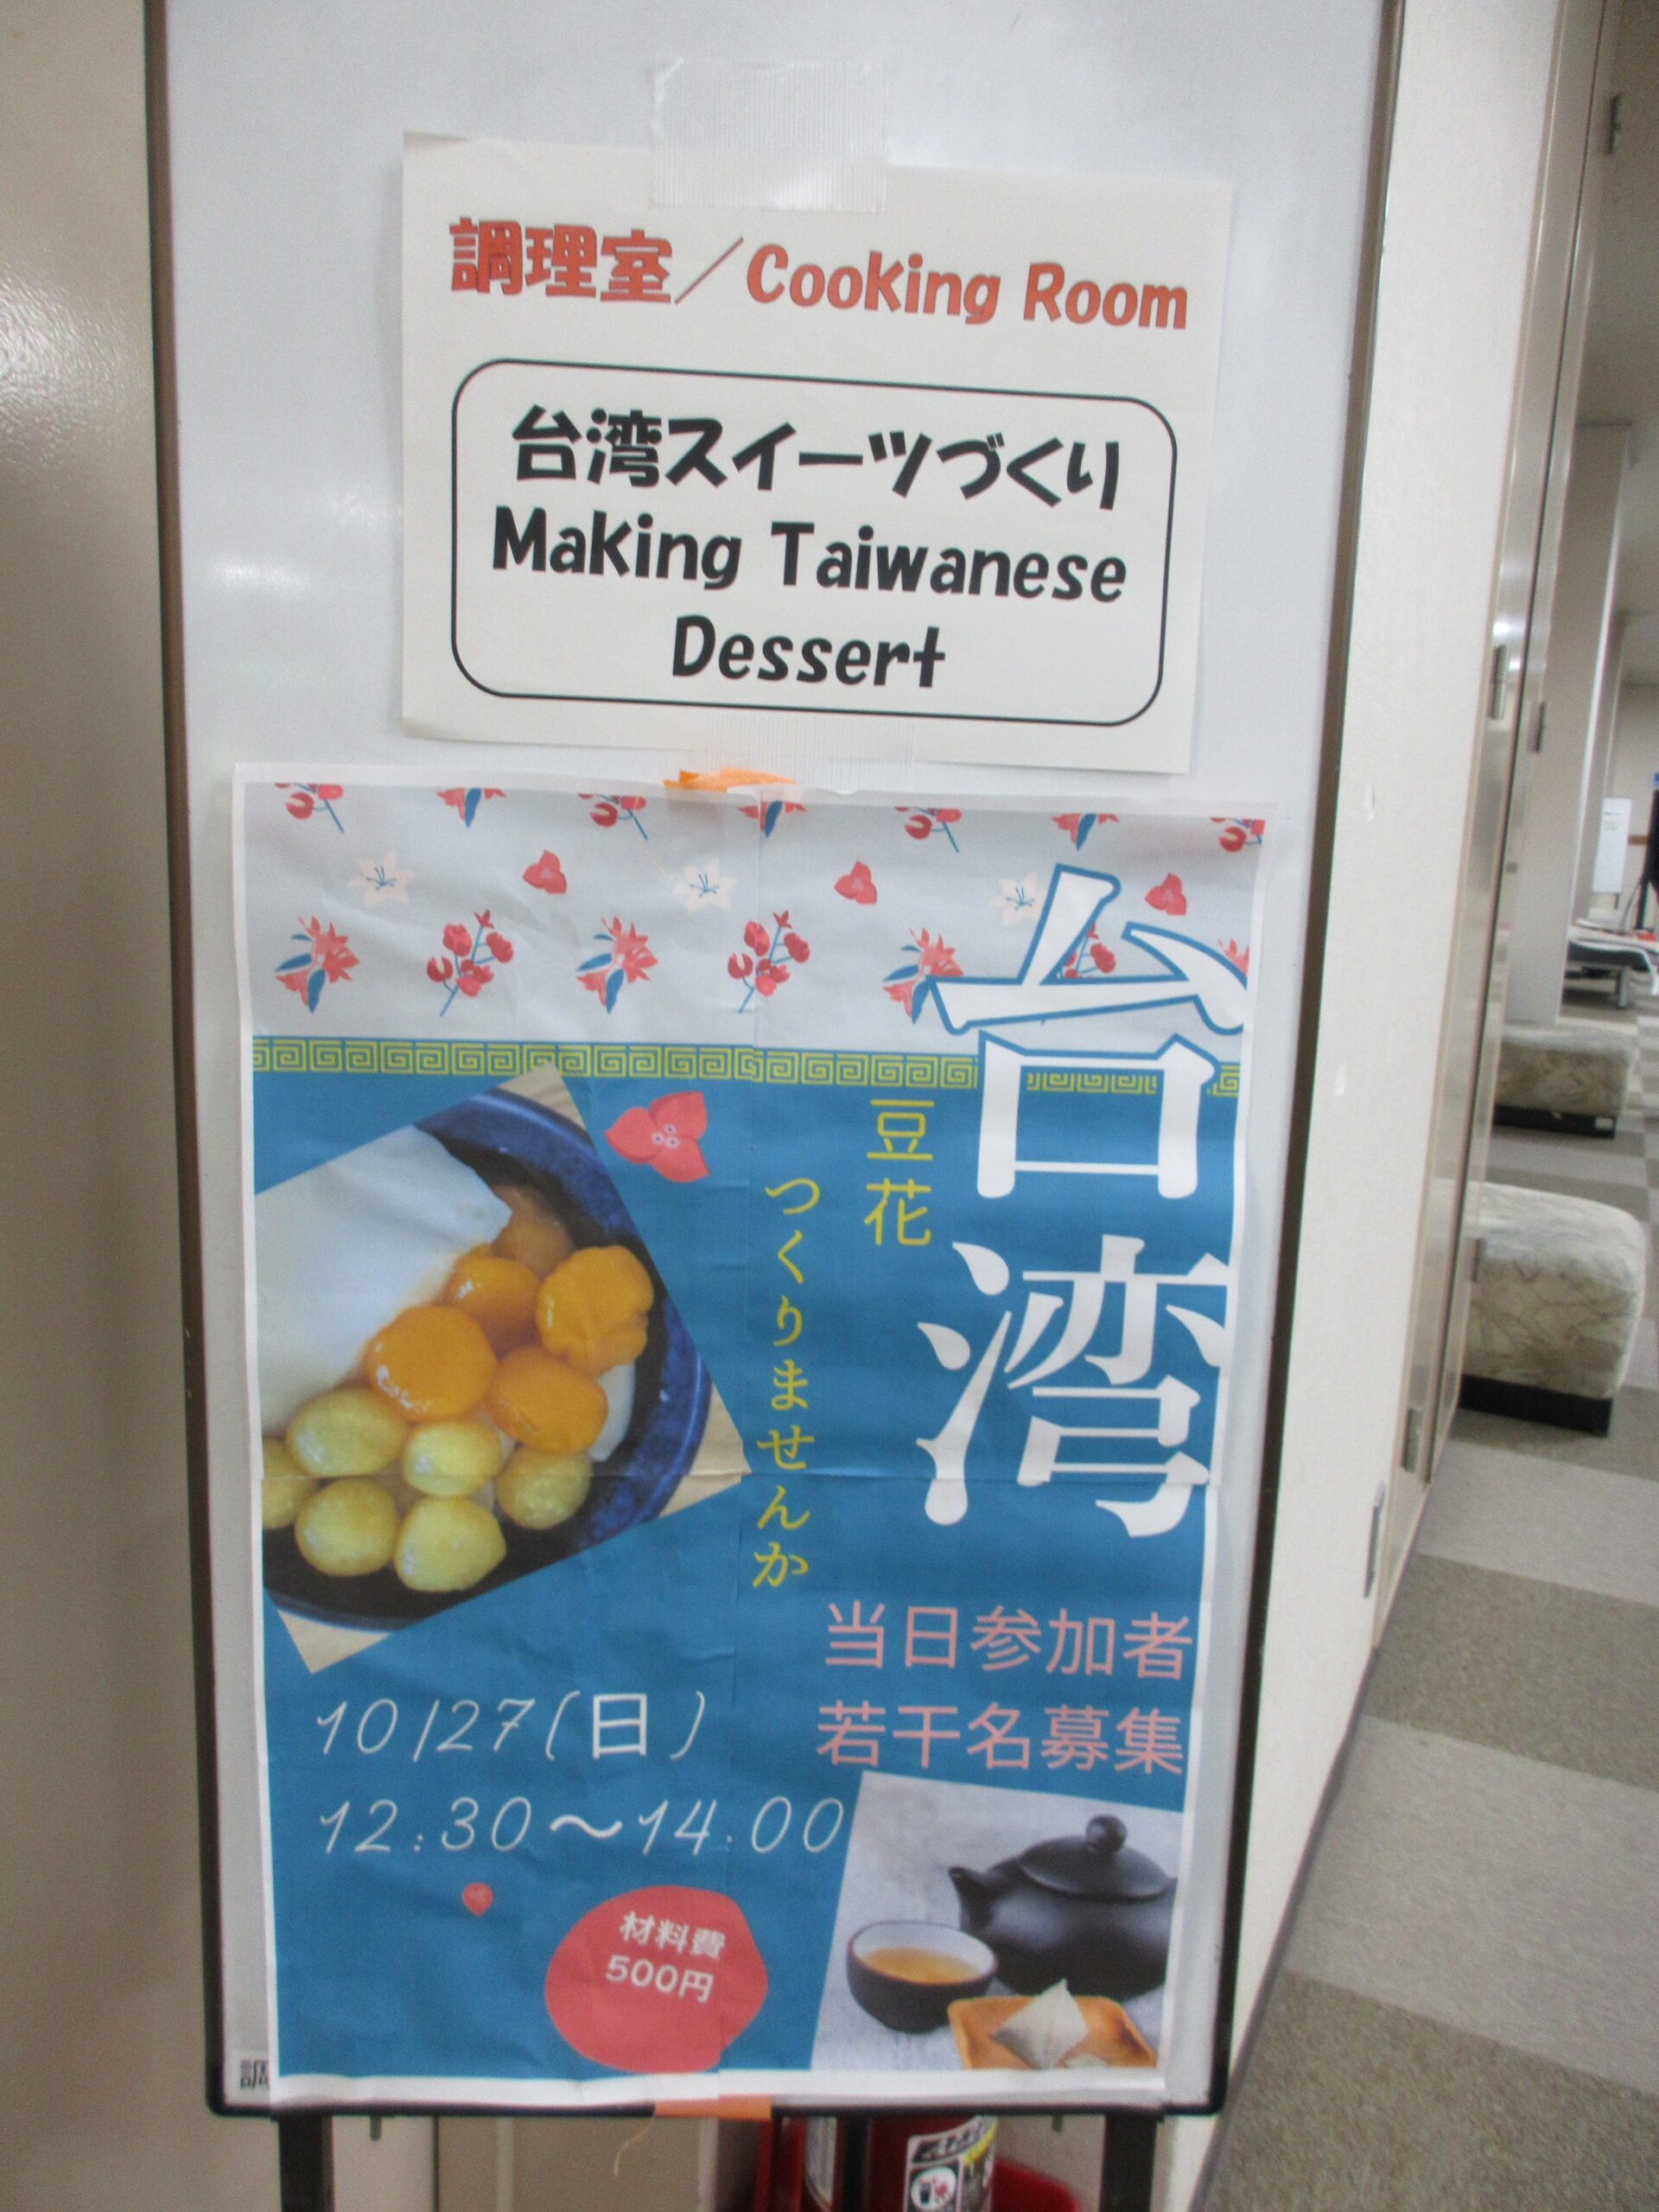 調理室／Cooking Room
台湾スイーツづくり
Making Taiwanese
Dessert
台湾
豆花
つくりませんか
当日参加者
若干名募集
10/27(日)
12:30〜14:00
材料費
500円
調